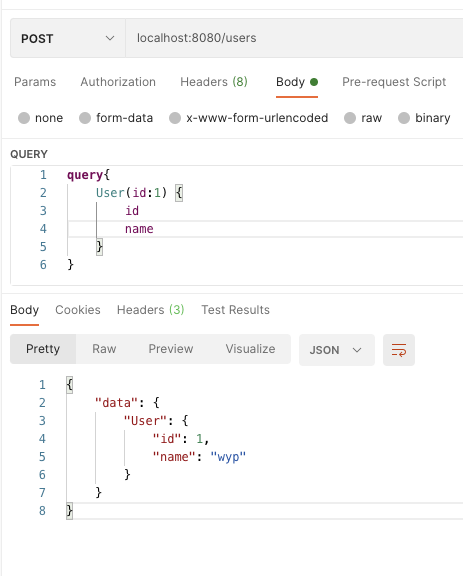 POST localhost:8080/users
Params Authorization Headers (8) Body Pre-request Script
none form-data x-www-form-urlencoded raw binary
QUERY
1 query{
2 User(id:1) {
3 id
4 name
5 }
6 }
Body Cookies Headers (3) Test Results
Pretty Raw Preview Visualize JSON
1 {
2 "data": {
3 "User": {
4 "id": 1,
5 "name": "wyp"
6 }
7 }
8 }